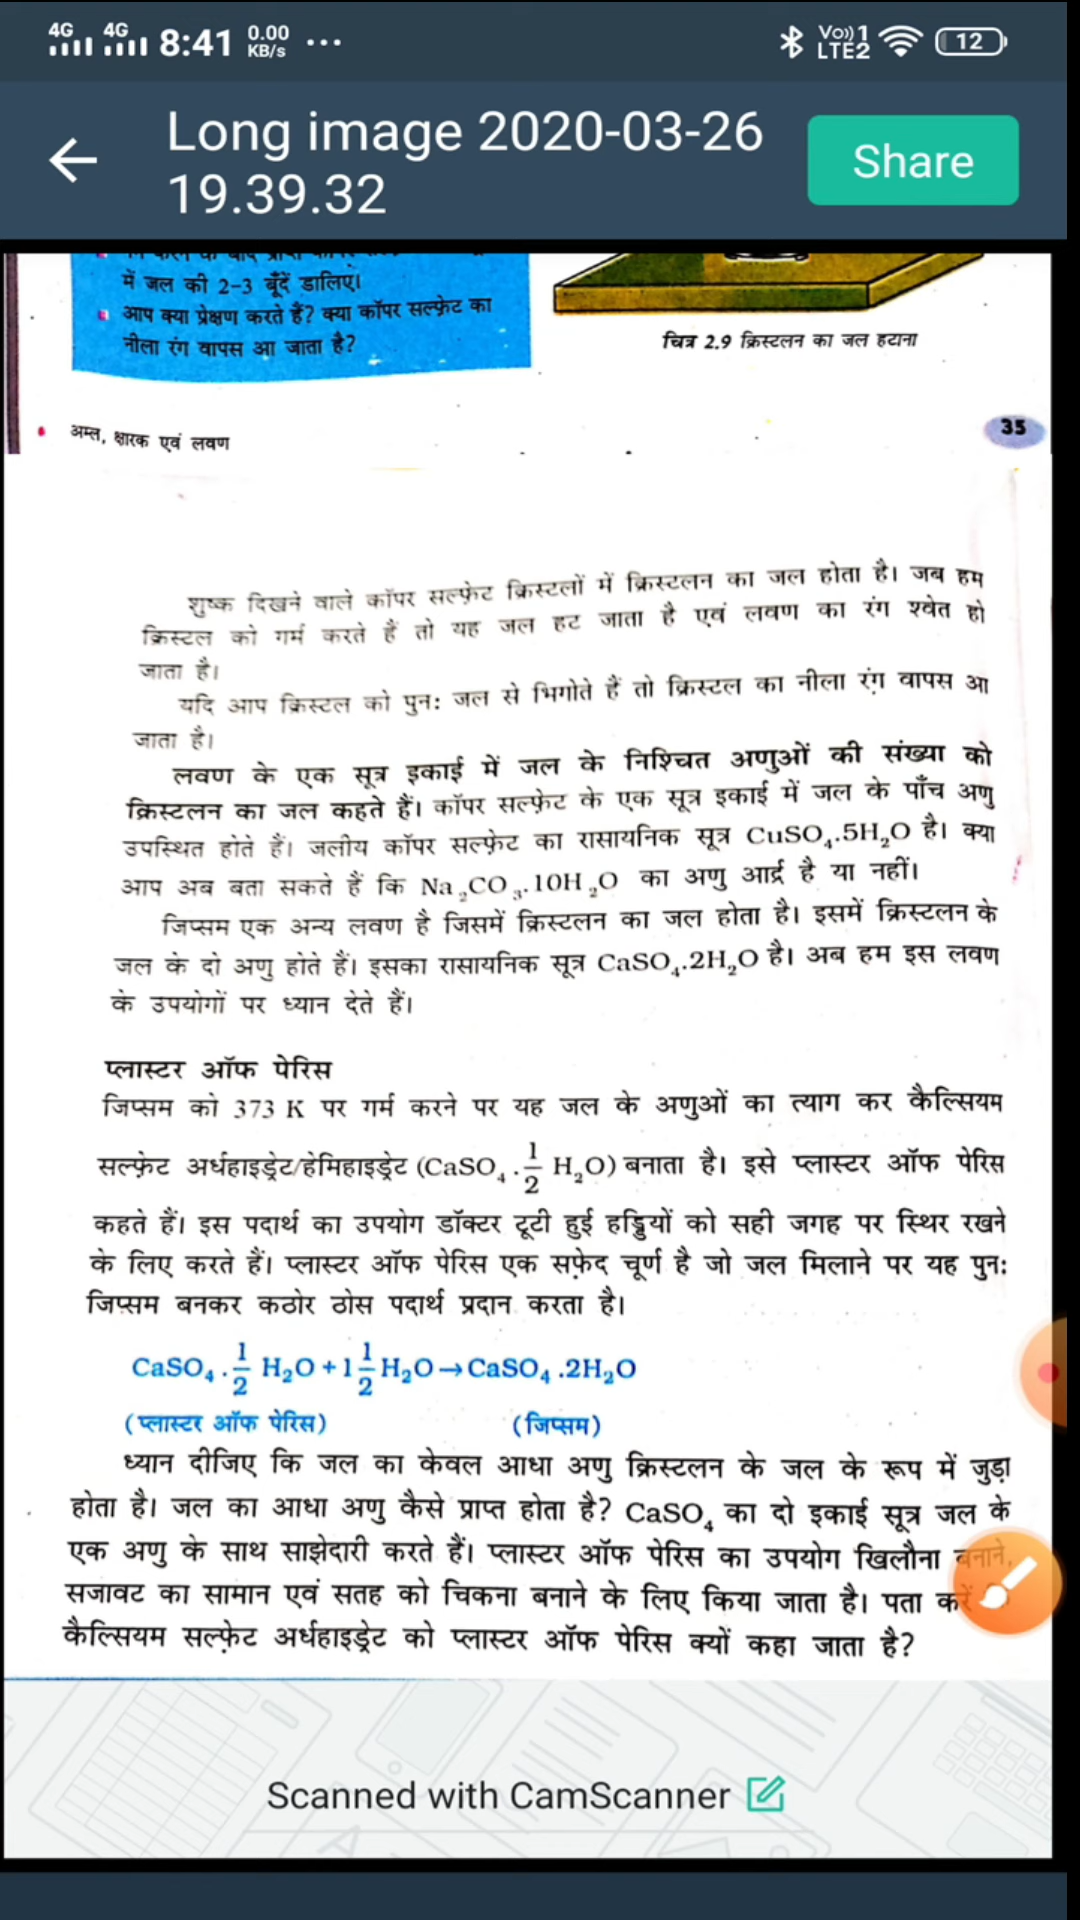 4G 4G 8:41 0.00 KB/s ... Vo)) 1 LTE2 12
Long image 2020-03-26
19.39.32
Share
में जल की 2-3 बूँदें डालिए।
आप क्या प्रेक्षण करते हैं? क्या कॉपर सल्फ़ेट का
नीला रंग वापस आ जाता है?
चित्र 2.9 क्रिस्टलन का जल हटाना
अम्ल, क्षारक एवं लवण
35
शुष्क दिखने वाले कॉपर सल्फ़ेट क्रिस्टलों में क्रिस्टलन का जल होता है। जब हम
क्रिस्टल को गर्म करते हैं तो यह जल हट जाता है एवं लवण का रंग श्वेत हो
जाता है।
यदि आप क्रिस्टल को पुन: जल से भिगोते हैं तो क्रिस्टल का नीला रंग वापस आ
जाता है।
लवण के एक सूत्र इकाई में जल के निश्चित अणुओं की संख्या को
क्रिस्टलन का जल कहते हैं। कॉपर सल्फ़ेट के एक सूत्र इकाई में जल के पाँच अणु
उपस्थित होते हैं। जलीय कॉपर सल्फ़ेट का रासायनिक सूत्र CuSO₄.5H₂O है। क्या
आप अब बता सकते हैं कि Na₂CO₃.10H₂O का अणु आर्द्र है या नहीं।
जिप्सम एक अन्य लवण है जिसमें क्रिस्टलन का जल होता है। इसमें क्रिस्टलन के
जल के दो अणु होते हैं। इसका रासायनिक सूत्र CaSO₄.2H₂O है। अब हम इस लवण
के उपयोगों पर ध्यान देते हैं।
प्लास्टर ऑफ पेरिस
जिप्सम को 373 K पर गर्म करने पर यह जल के अणुओं का त्याग कर कैल्सियम
सल्फ़ेट अर्धहाइड्रेट/हेमिहाइड्रेट (CaSO₄.1/2 H₂O) बनाता है। इसे प्लास्टर ऑफ पेरिस
कहते हैं। इस पदार्थ का उपयोग डॉक्टर टूटी हुई हड्डियों को सही जगह पर स्थिर रखने
के लिए करते हैं। प्लास्टर ऑफ पेरिस एक सफ़ेद चूर्ण है जो जल मिलाने पर यह पुन:
जिप्सम बनकर कठोर ठोस पदार्थ प्रदान करता है।
CaSO₄.1/2 H₂O + 1 1/2 H₂O → CaSO₄.2H₂O
(प्लास्टर ऑफ पेरिस) (जिप्सम)
ध्यान दीजिए कि जल का केवल आधा अणु क्रिस्टलन के जल के रूप में जुड़ा
होता है। जल का आधा अणु कैसे प्राप्त होता है? CaSO₄ का दो इकाई सूत्र जल के
एक अणु के साथ साझेदारी करते हैं। प्लास्टर ऑफ पेरिस का उपयोग खिलौना बनाने,
सजावट का सामान एवं सतह को चिकना बनाने के लिए किया जाता है। पता करें
कैल्सियम सल्फ़ेट अर्धहाइड्रेट को प्लास्टर ऑफ पेरिस क्यों कहा जाता है?
Scanned with CamScanner